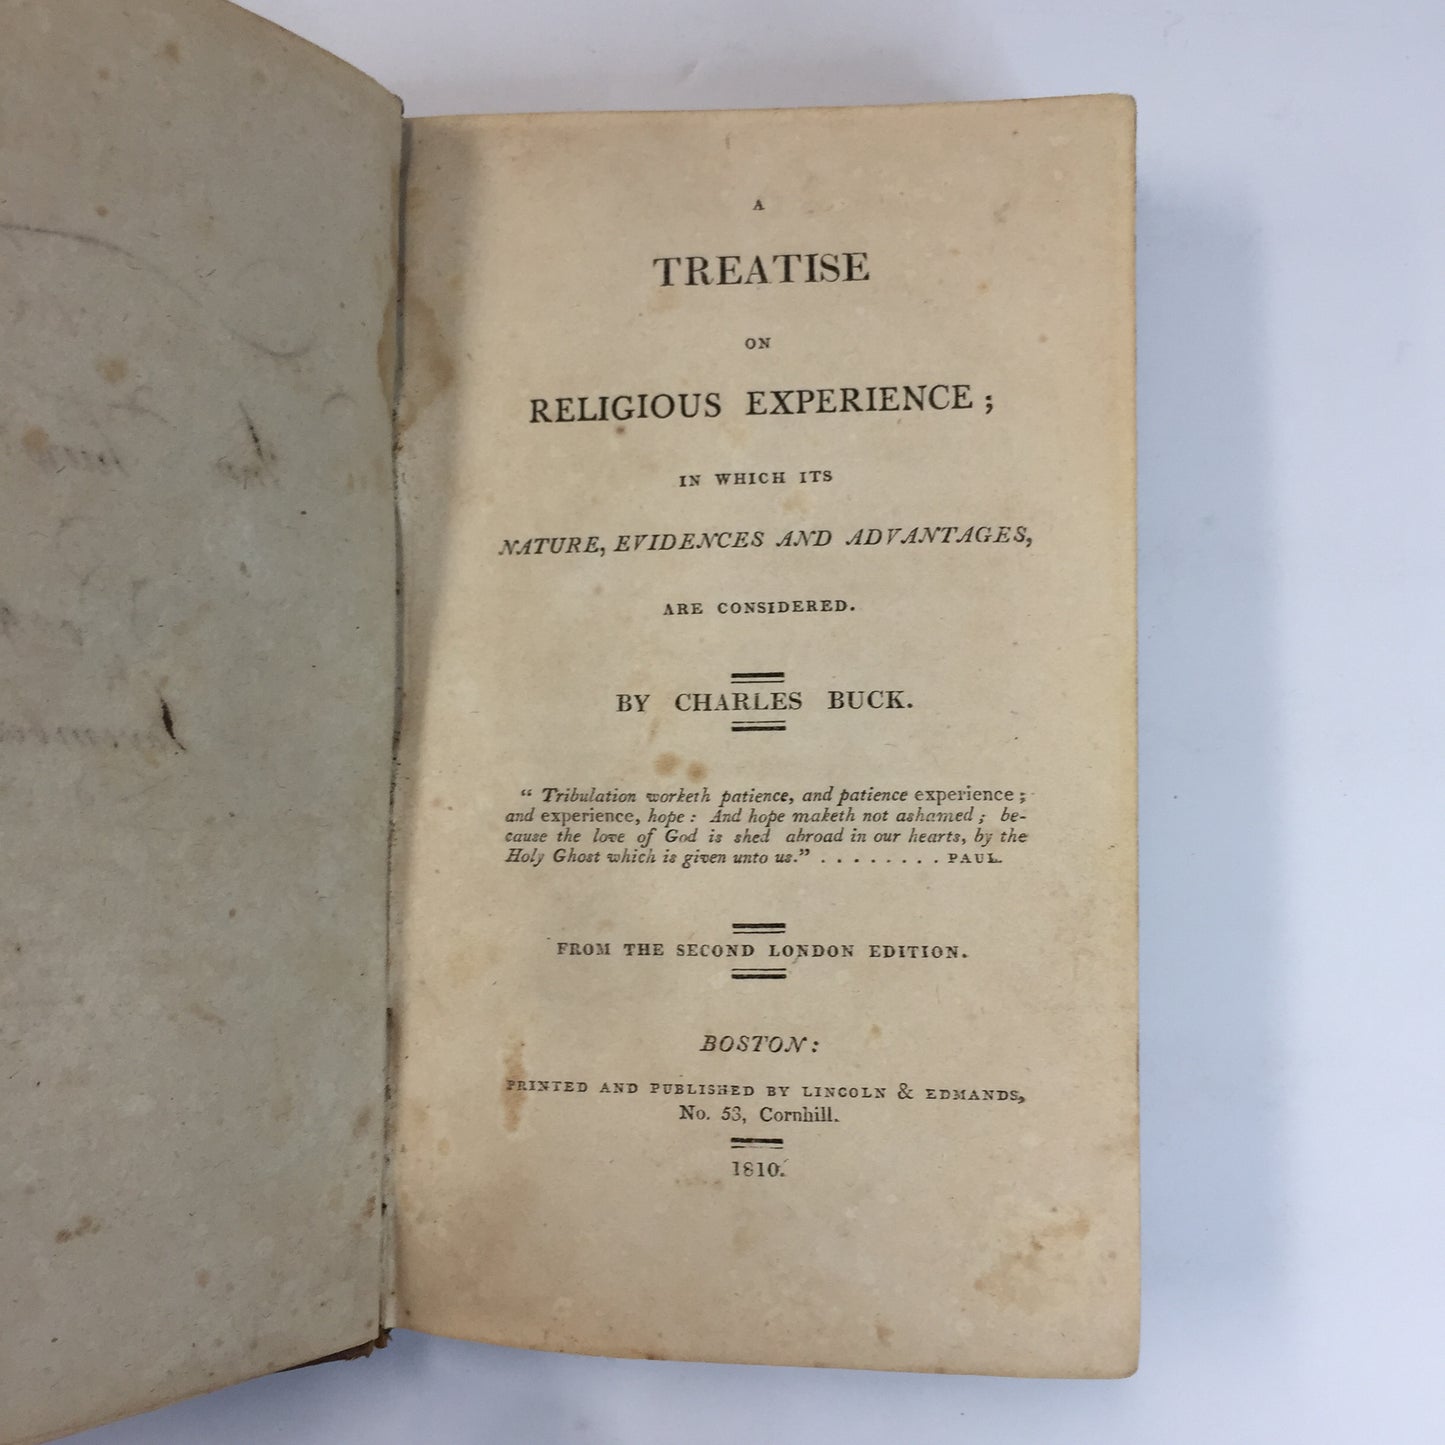 A
TREATISE
ON
RELIGIOUS EXPERIENCE;
IN WHICH ITS
NATURE, EVIDENCES AND ADVANTAGES,
ARE CONSIDERED.
BY CHARLES BUCK.
“ Tribulation worketh patience, and patience experience;
and experience, hope: And hope maketh not ashamed; be-
cause the love of God is shed abroad in our hearts, by the
Holy Ghost which is given unto us.” . . . . . . . . PAUL.
FROM THE SECOND LONDON EDITION.
BOSTON:
PRINTED AND PUBLISHED BY LINCOLN & EDMANDS,
No. 53, Cornhill.
1810.